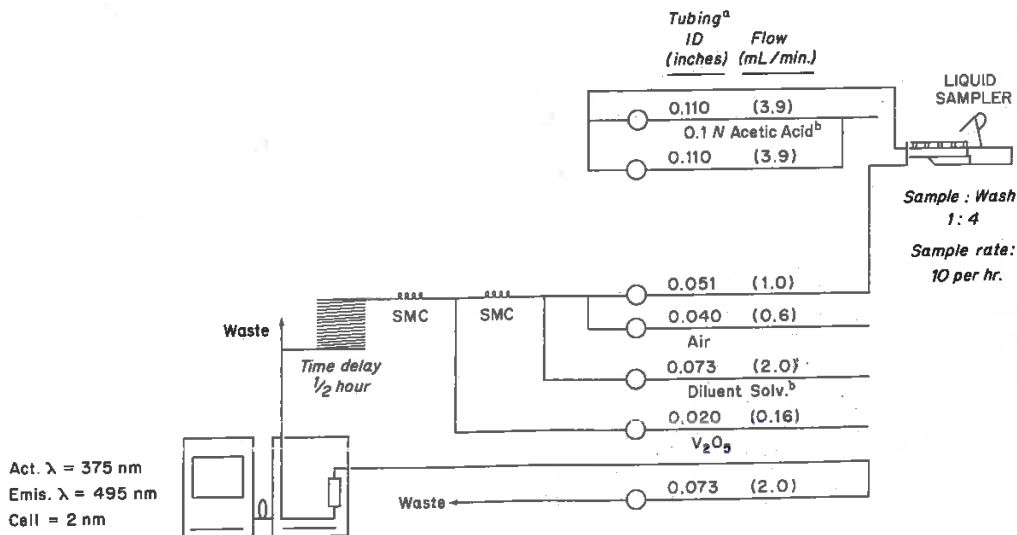 Tubingᵃ
ID
(inches)
Flow
(mL/min.)
LIQUID
SAMPLER
0.110 (3.9)
0.1 N Acetic Acidᵇ
0.110 (3.9)
Sample : Wash
1 : 4
Sample rate:
10 per hr.
0.051 (1.0)
SMC SMC
0.040 (0.6)
Air
Waste
Time delay
1/2 hour
0.073 (2.0)
Diluent Solv.ᵇ
0.020 (0.16)
V₂O₅
Act. λ = 375 nm
Emis. λ = 495 nm
Cell = 2 nm
Waste
0.073 (2.0)